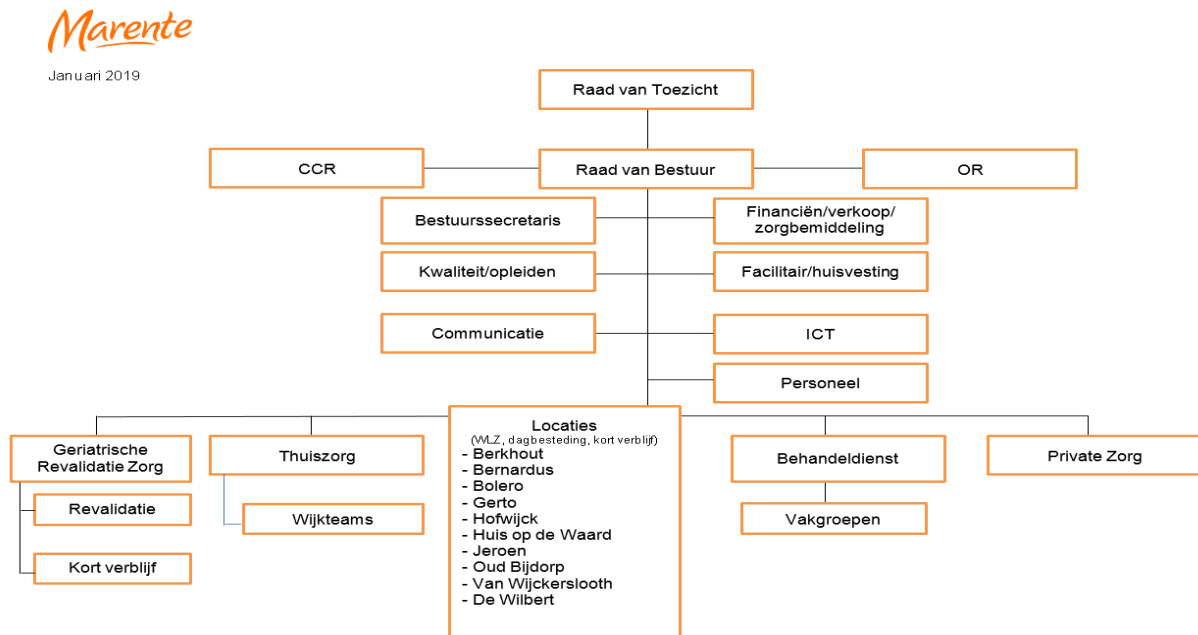 Marente
Januari 2019
Raad van Toezicht
CCR
Raad van Bestuur
OR
Bestuurssecretaris
Financiën/verkoop/
zorgbemiddeling
Kwaliteit/opleiden
Facilitair/huisvesting
Communicatie
ICT
Personeel
Geriatrische
Revalidatie Zorg
Revalidatie
Kort verblijf
Thuiszorg
Wijkteams
Locaties
(WLZ, dagbesteding, kort verblijf)
- Berkhout
- Bernardus
- Bolero
- Gerto
- Hofwijck
- Huis op de Waard
- Jeroen
- Oud Bijdorp
- Van Wijckerslooth
- De Wilbert
Behandeldienst
Vakgroepen
Private Zorg